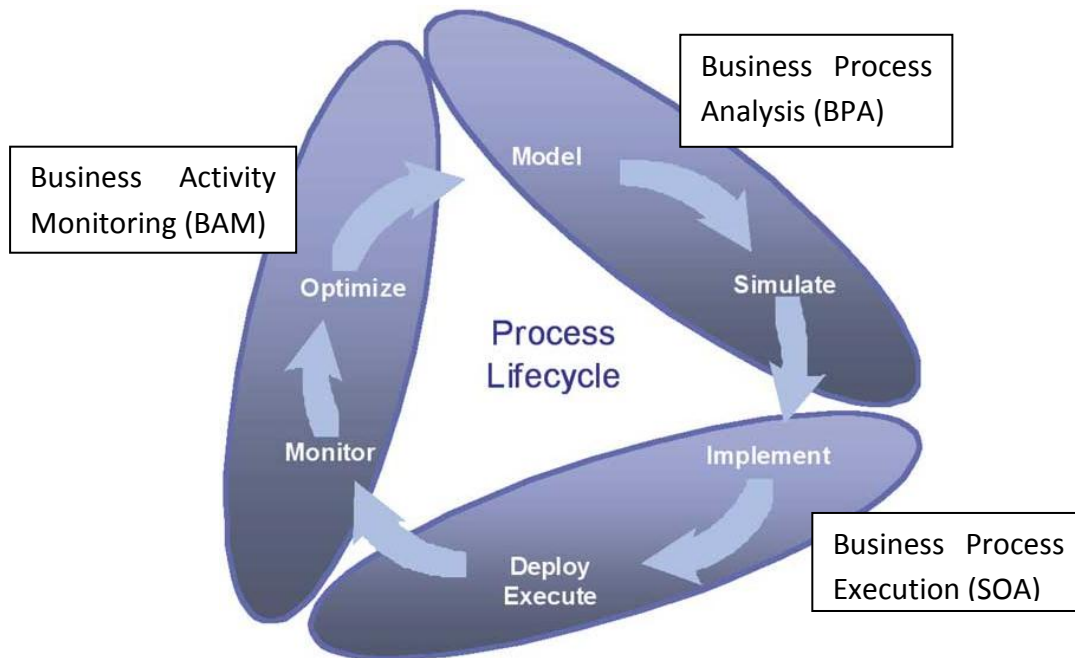 Business Process
Analysis (BPA)
Model
Business Activity
Monitoring (BAM)
Optimize
Simulate
Process
Lifecycle
Monitor
Implement
Business Process
Execution (SOA)
Deploy
Execute